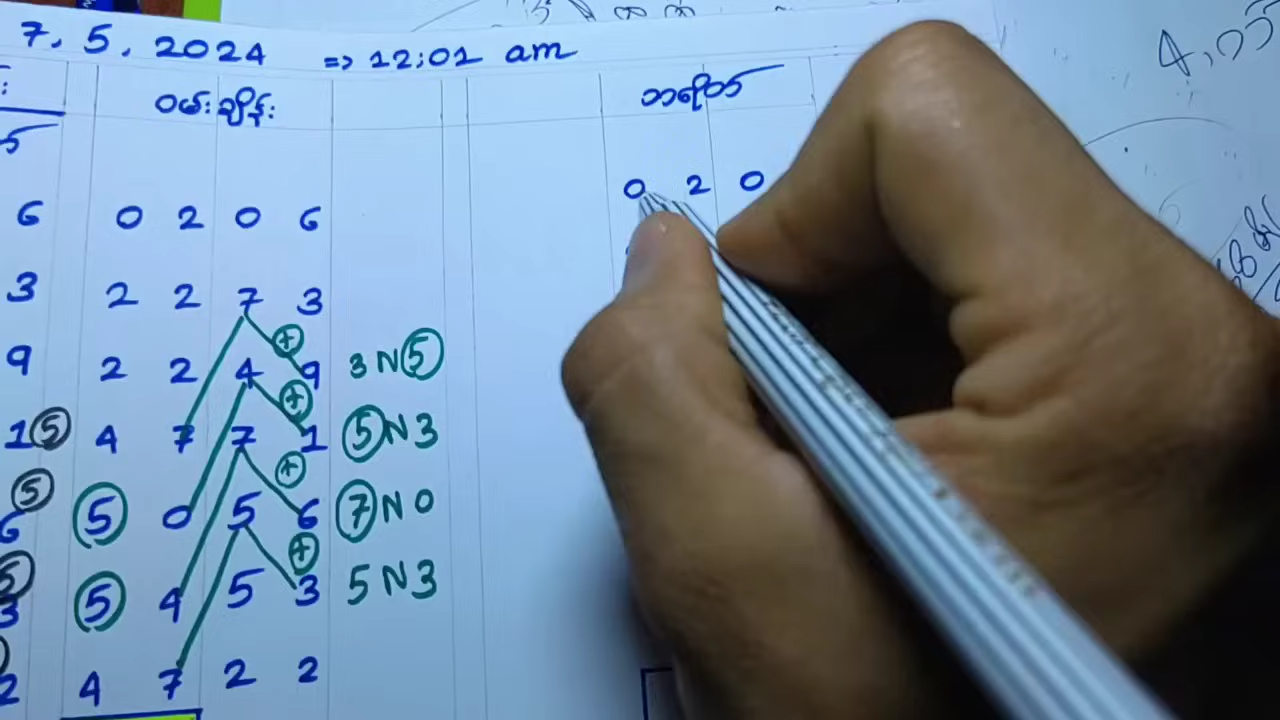 7. 5. 2024 => 12:01 am
ဝမ်းချိန်း ဘရိတ်
0 2 0
6 0 2 0 6
3 2 2 7 3
9 2 2 4 9 + 3 N 5
1 5 4 7 7 1 + 5 N 3
6 5 5 0 5 6 + 7 N 0
3 5 5 4 5 3 + 5 N 3
2 4 7 2 2